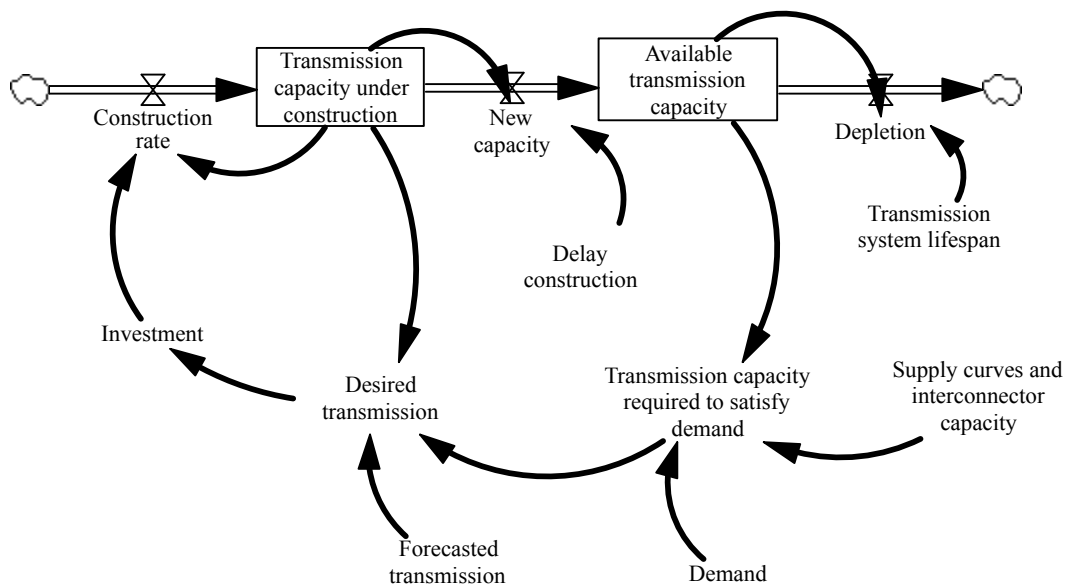 Transmission
capacity under
construction
Available
transmission
capacity
Construction
rate
New
capacity
Depletion
Delay
construction
Transmission
system lifespan
Investment
Desired
transmission
Transmission capacity
required to satisfy
demand
Supply curves and
interconnector
capacity
Forecasted
transmission
Demand